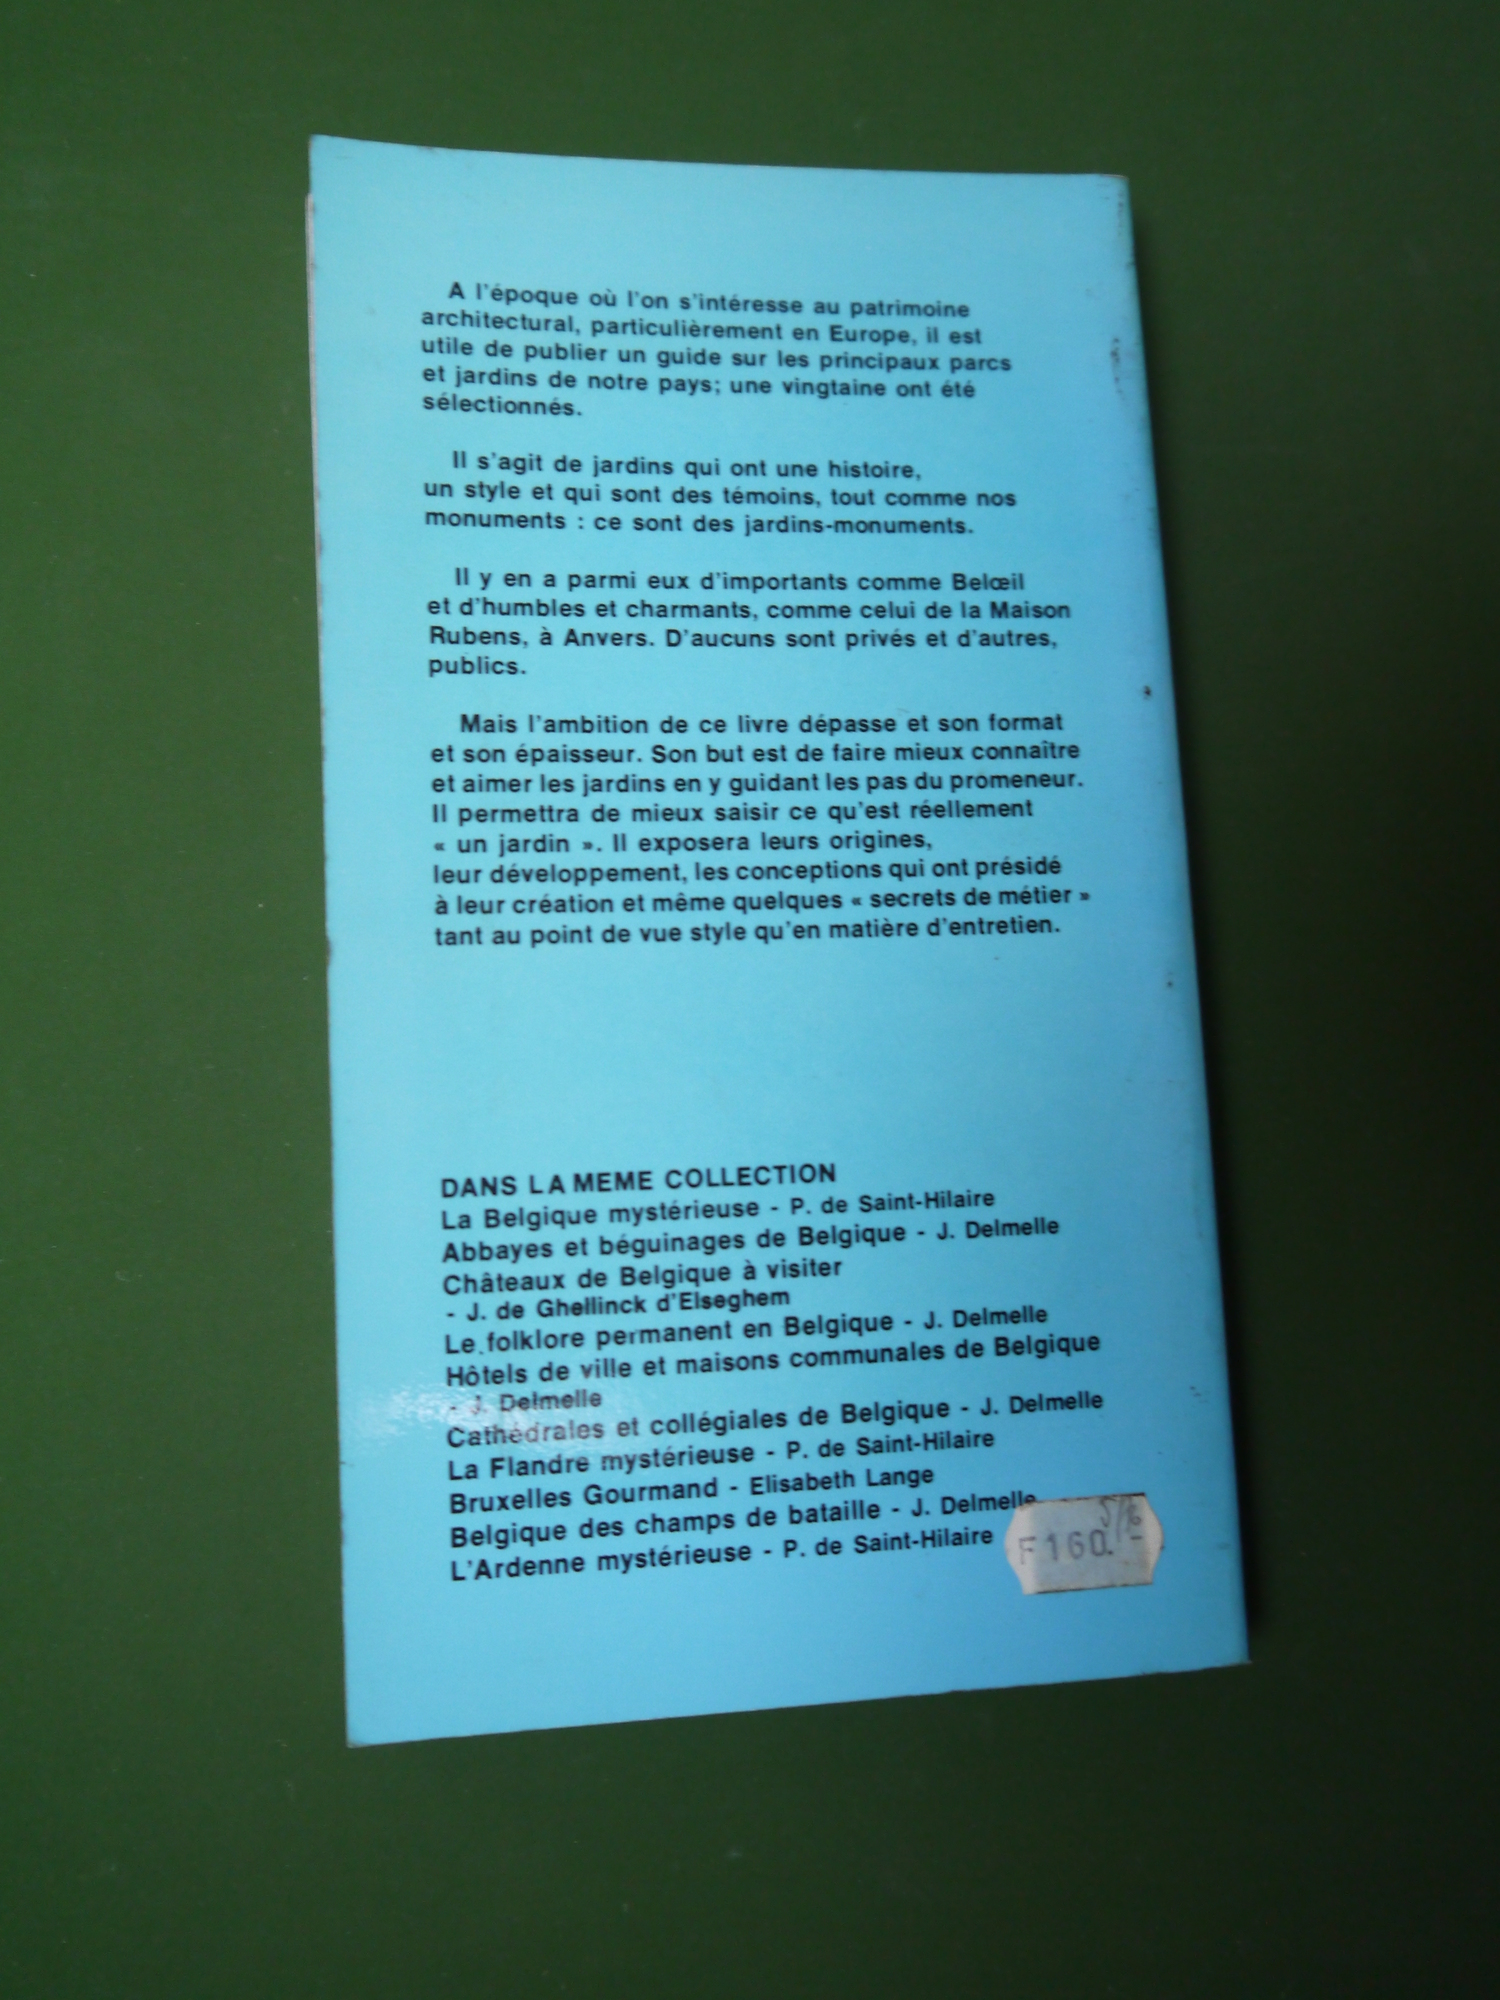 A l'époque où l'on s'intéresse au patrimoine
architectural, particulièrement en Europe, il est
utile de publier un guide sur les principaux parcs
et jardins de notre pays; une vingtaine ont été
sélectionnés.
Il s'agit de jardins qui ont une histoire,
un style et qui sont des témoins, tout comme nos
monuments : ce sont des jardins-monuments.
Il y en a parmi eux d'importants comme Belœil
et d'humbles et charmants, comme celui de la Maison
Rubens, à Anvers. D'aucuns sont privés et d'autres,
publics.
Mais l'ambition de ce livre dépasse et son format
et son épaisseur. Son but est de faire mieux connaître
et aimer les jardins en y guidant les pas du promeneur.
Il permettra de mieux saisir ce qu'est réellement
« un jardin ». Il exposera leurs origines,
leur développement, les conceptions qui ont présidé
à leur création et même quelques « secrets de métier »
tant au point de vue style qu'en matière d'entretien.
DANS LA MEME COLLECTION
La Belgique mystérieuse - P. de Saint-Hilaire
Abbayes et béguinages de Belgique - J. Delmelle
Châteaux de Belgique à visiter
- J. de Ghellinck d'Elseghem
Le folklore permanent en Belgique - J. Delmelle
Hôtels de ville et maisons communales de Belgique
- J. Delmelle
Cathédrales et collégiales de Belgique - J. Delmelle
La Flandre mystérieuse - P. de Saint-Hilaire
Bruxelles Gourmand - Elisabeth Lange
Belgique des champs de bataille - J. Delmelle
L'Ardenne mystérieuse - P. de Saint-Hilaire
F 160.-